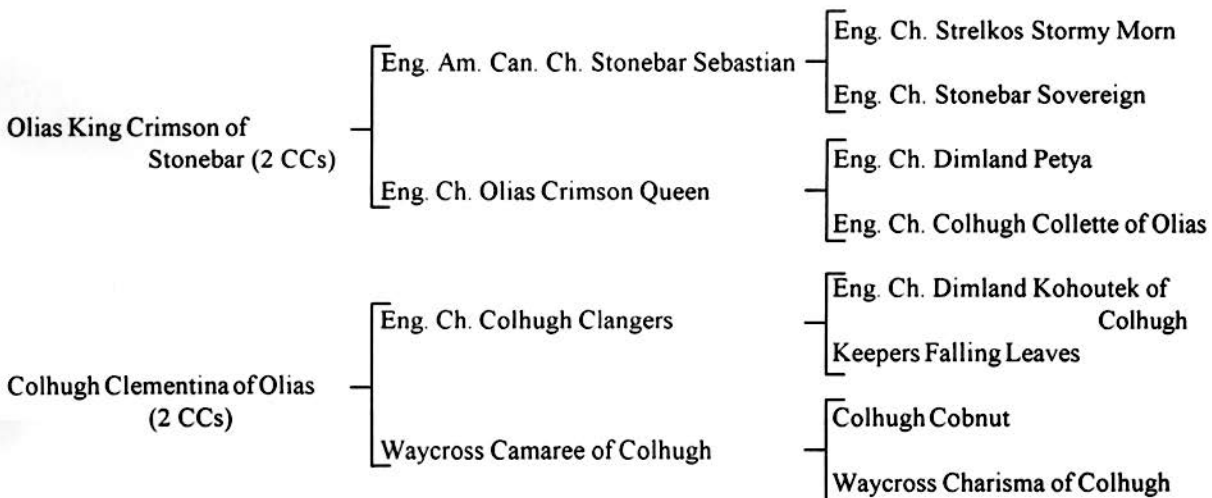 Olias King Crimson of
Stonebar (2 CCs)
Eng. Am. Can. Ch. Stonebar Sebastian
Eng. Ch. Strelkos Stormy Morn
Eng. Ch. Stonebar Sovereign
Eng. Ch. Olias Crimson Queen
Eng. Ch. Dimland Petya
Eng. Ch. Colhugh Collette of Olias
Colhugh Clementina of Olias
(2 CCs)
Eng. Ch. Colhugh Clangers
Eng. Ch. Dimland Kohoutek of
Colhugh
Keepers Falling Leaves
Waycross Camaree of Colhugh
Colhugh Cobnut
Waycross Charisma of Colhugh